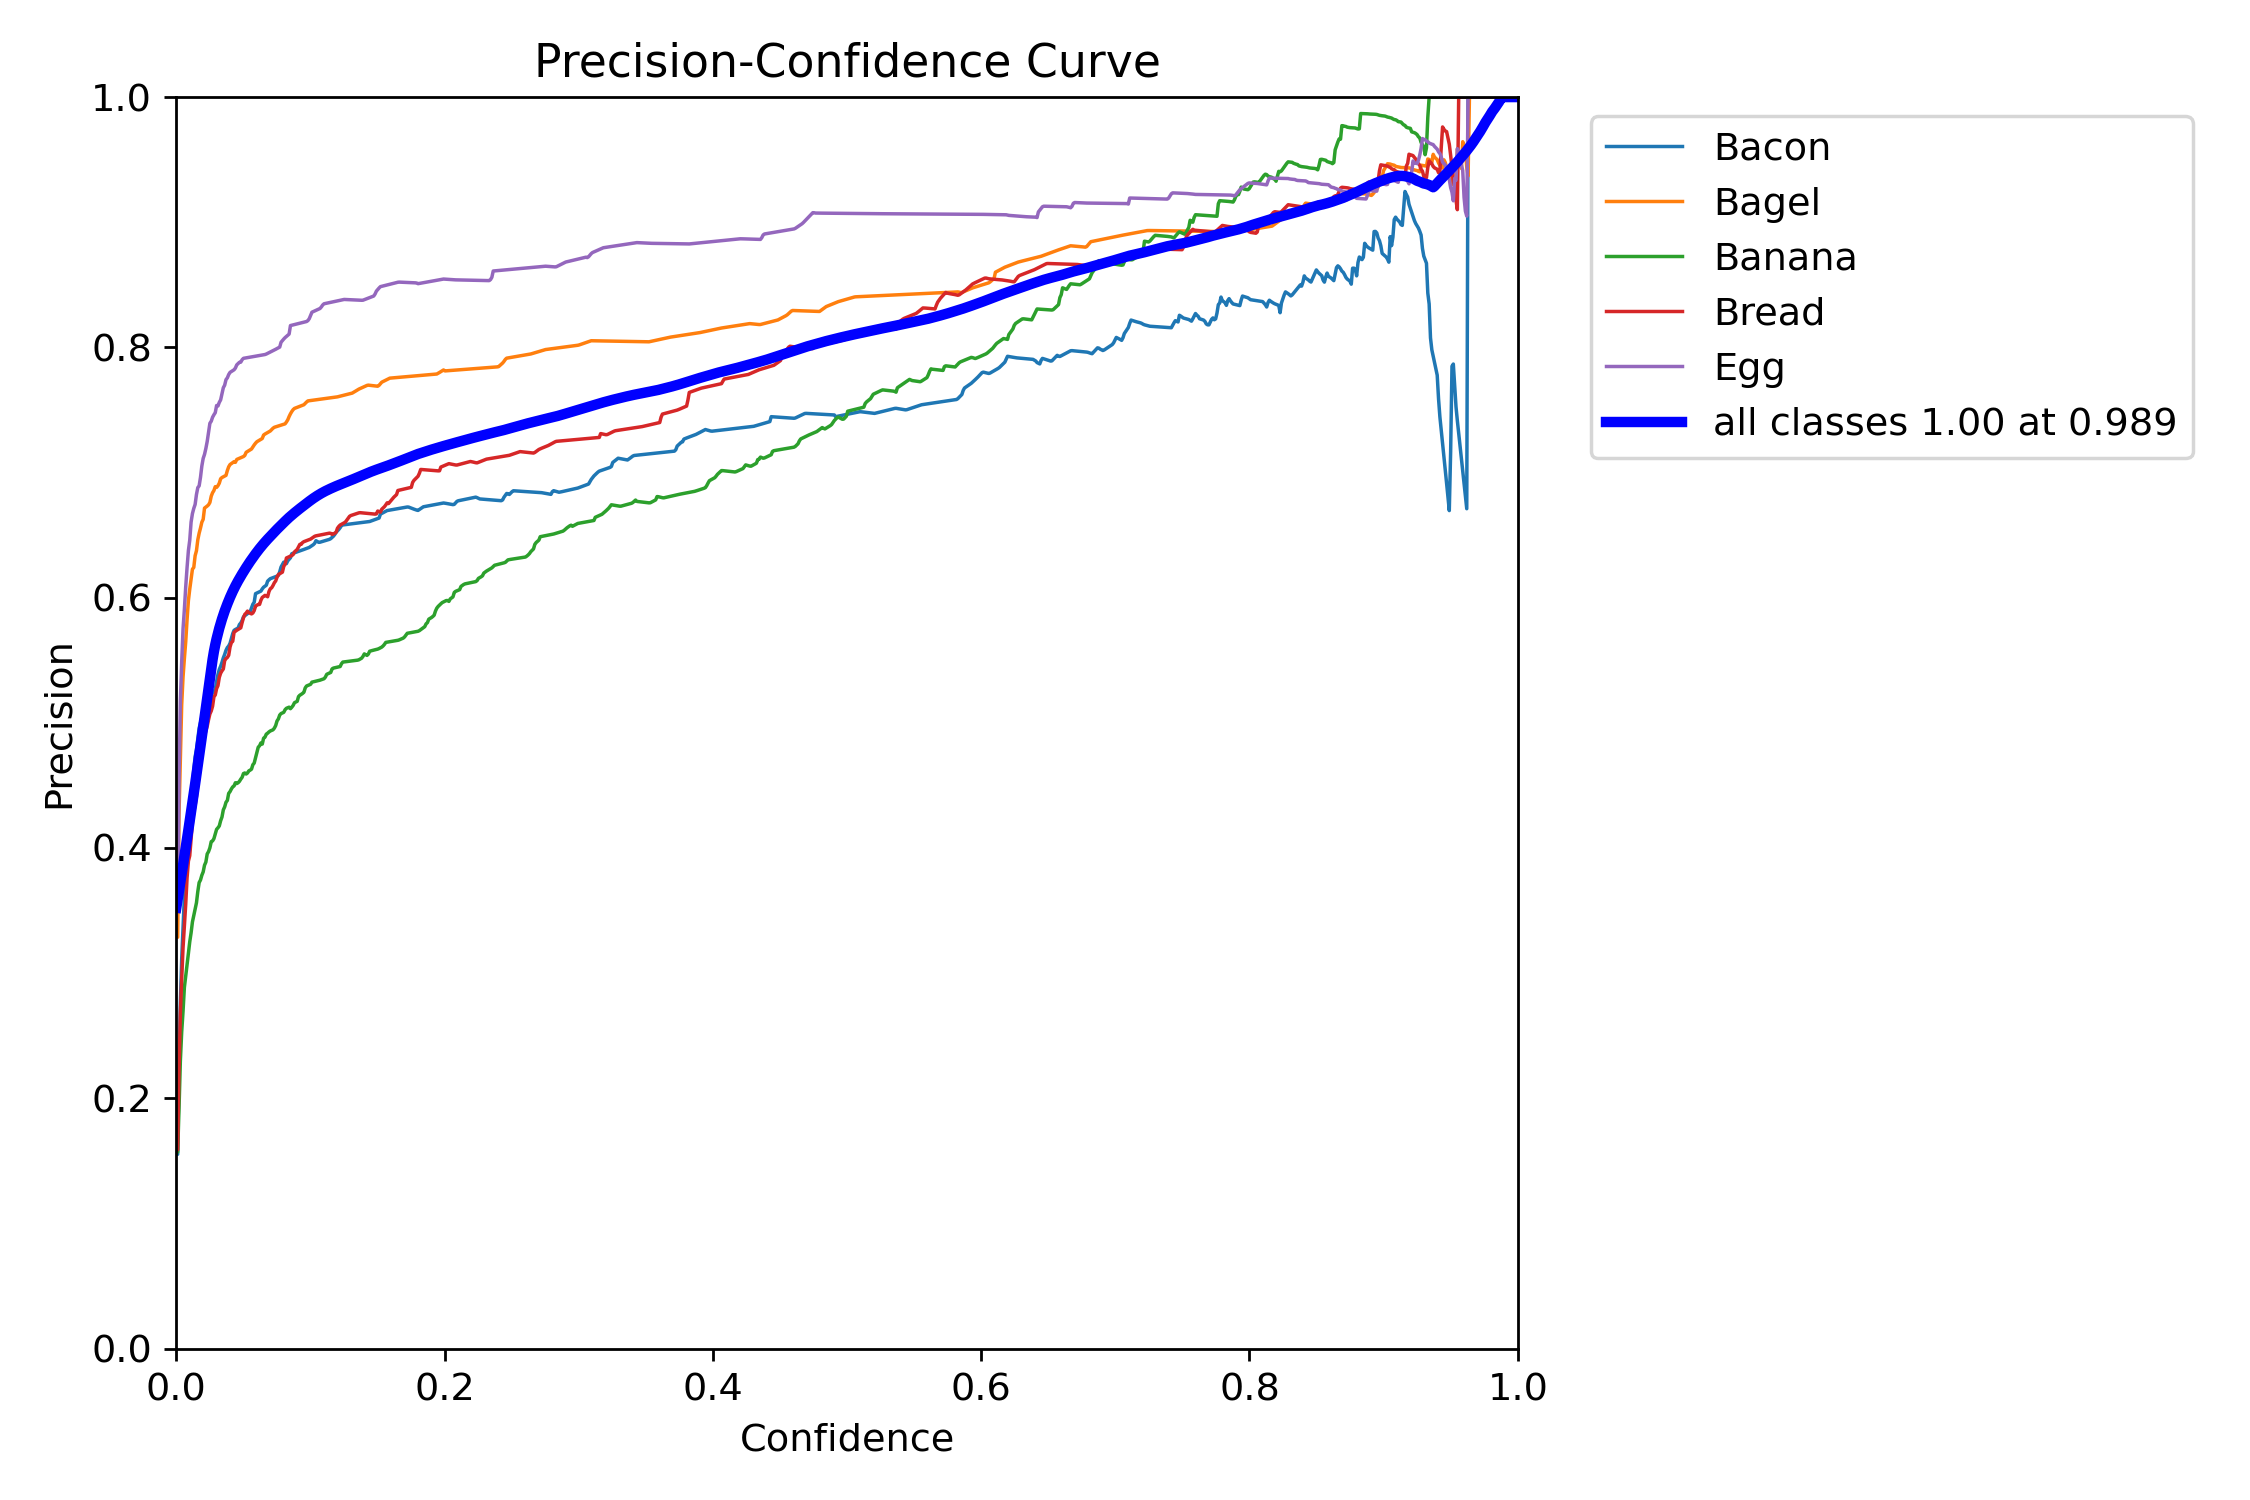 Precision-Confidence Curve
1.0
0.8
0.6
0.4
0.2
0.0
Precision
0.0 0.2 0.4 0.6 0.8 1.0
Confidence
Bacon
Bagel
Banana
Bread
Egg
all classes 1.00 at 0.989